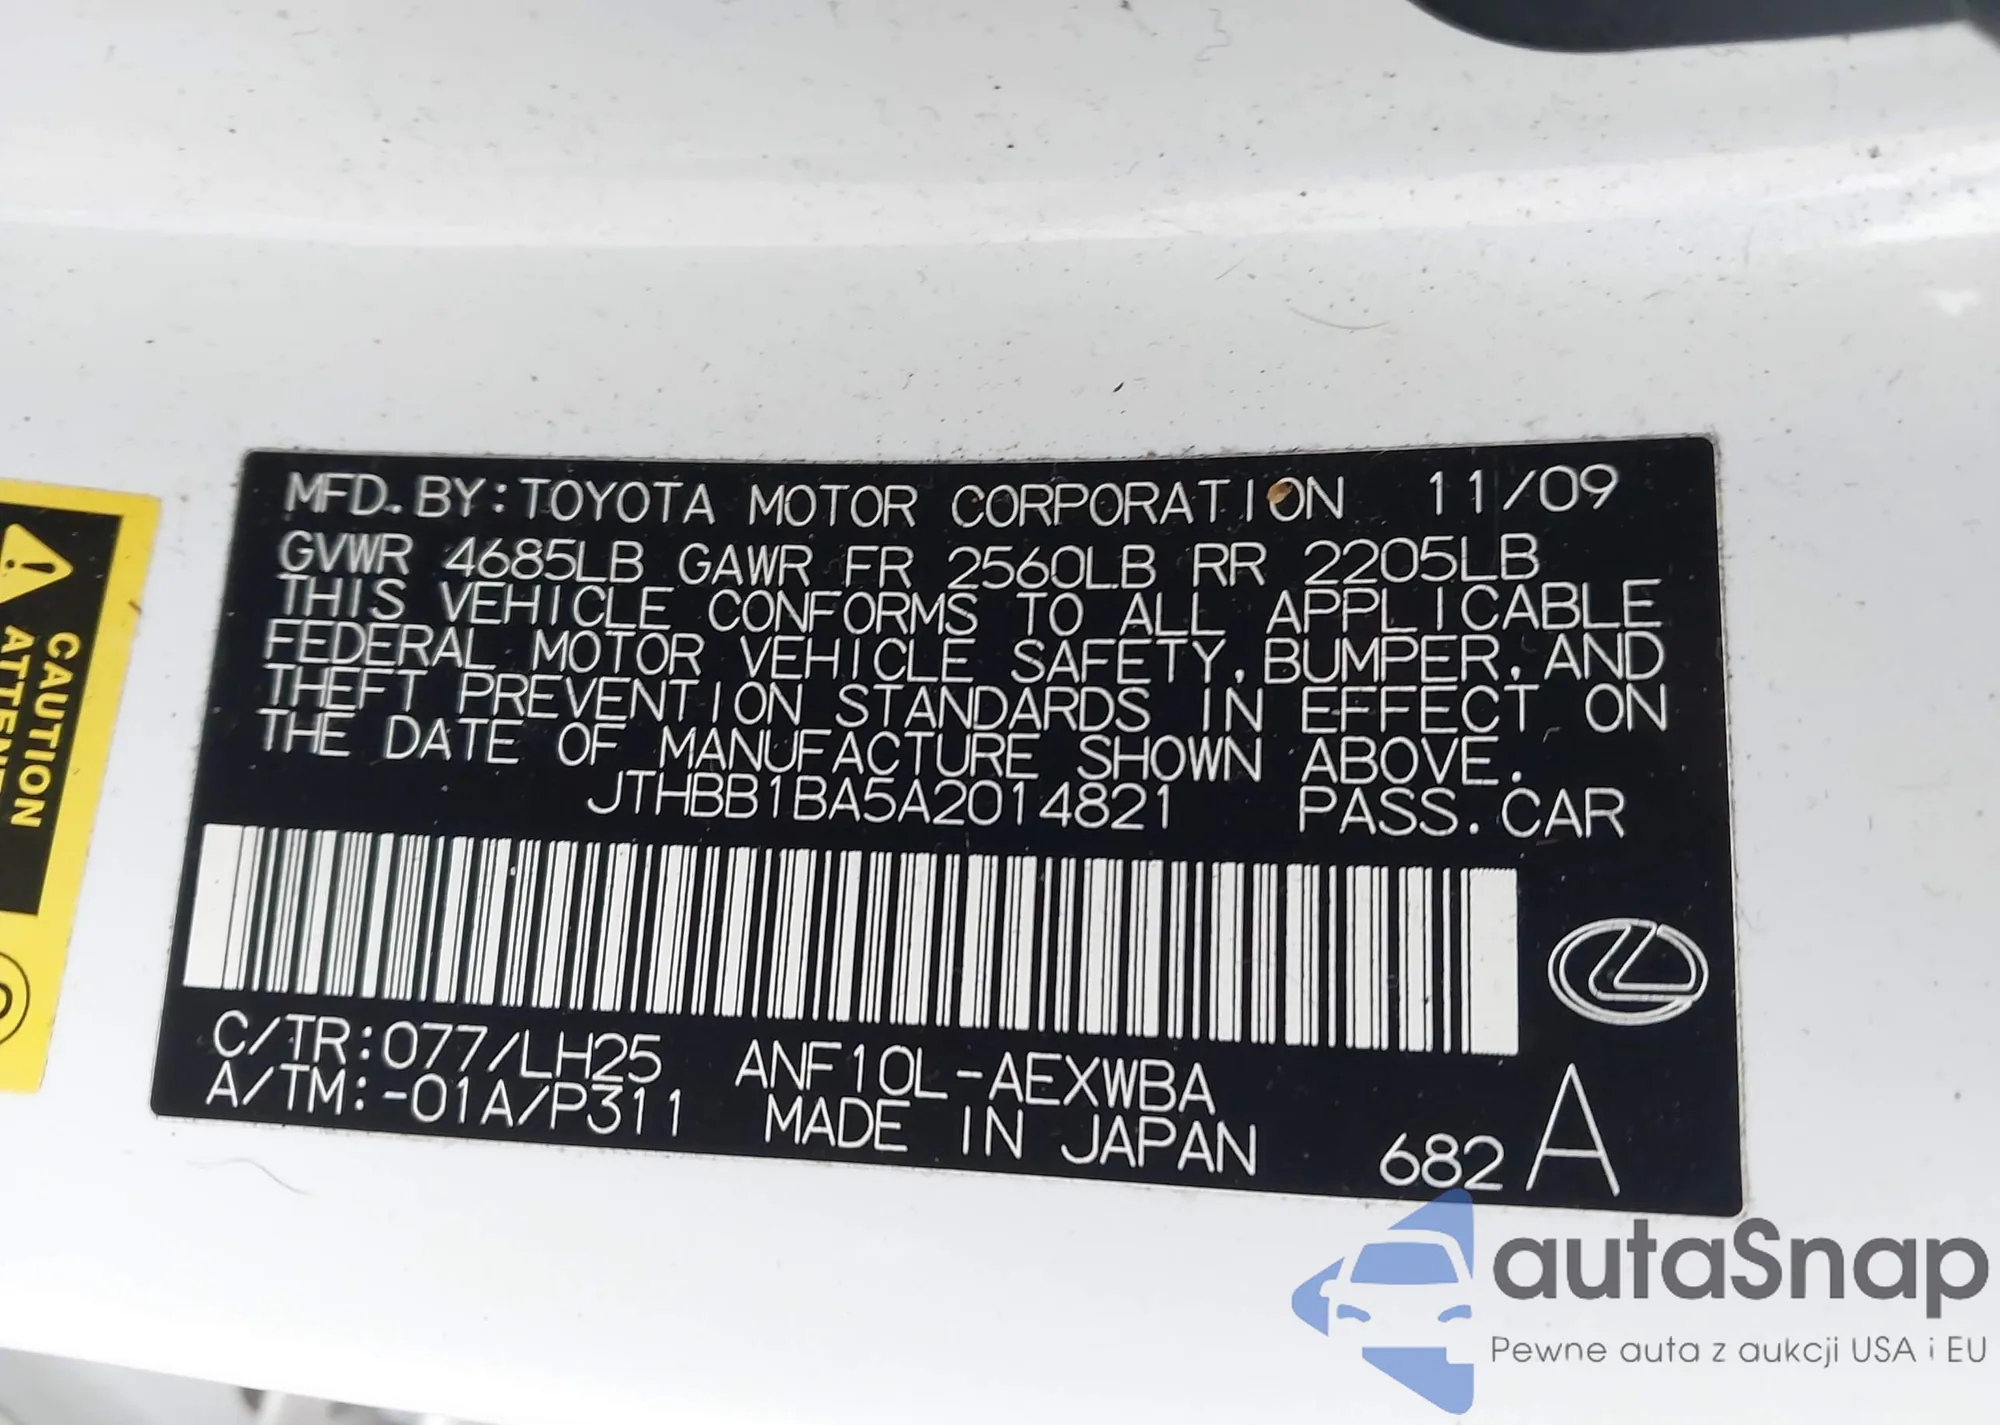 MFD. BY: TOYOTA MOTOR CORPORATION 11/09
GVWR 4685LB GAWR FR 2560LB RR 2205LB
THIS VEHICLE CONFORMS TO ALL APPLICABLE
FEDERAL MOTOR VEHICLE SAFETY, BUMPER, AND
THEFT PREVENTION STANDARDS IN EFFECT ON
THE DATE OF MANUFACTURE SHOWN ABOVE.
JTHBB1BA5A2014821 PASS. CAR
C/TR: 077/LH25 ANF10L-AEXWBA
A/TM: -01A/P311 MADE IN JAPAN 682 A
CAUTION
autaSnap
Pewne auta z aukcji USA i EU